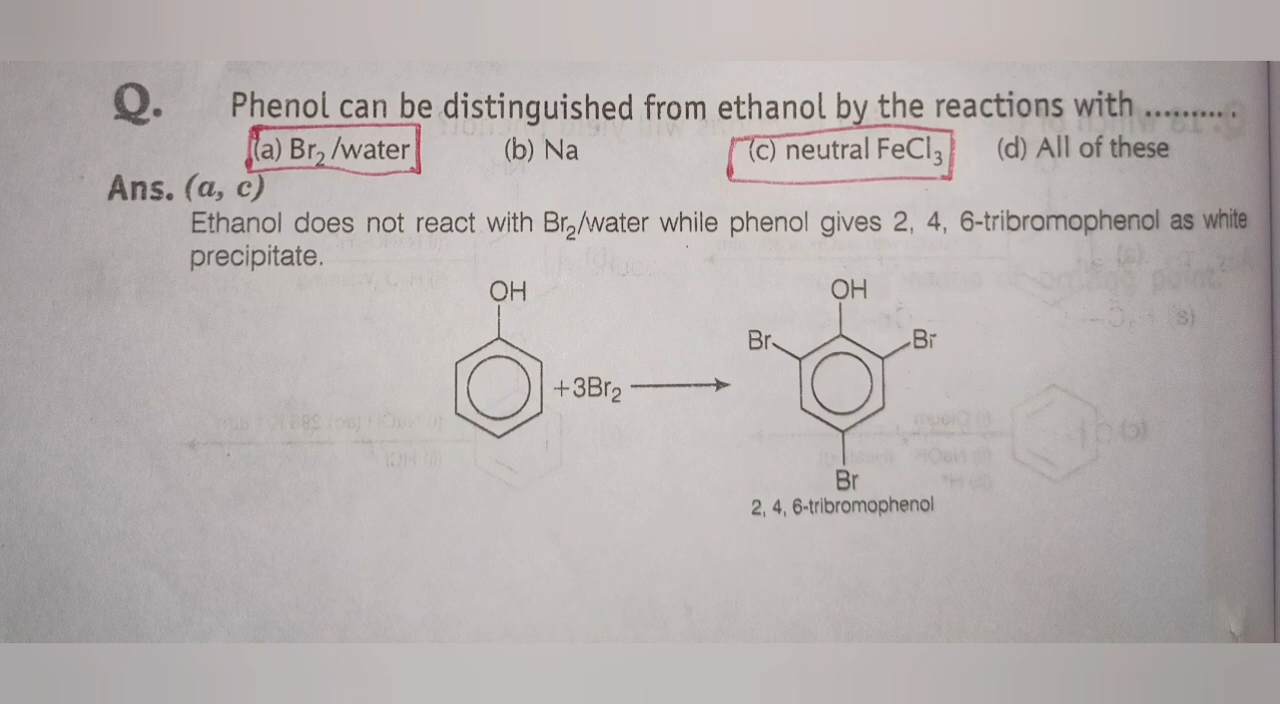 Q. Phenol can be distinguished from ethanol by the reactions with ..........
(a) Br₂/water (b) Na (c) neutral FeCl₃ (d) All of these
Ans. (a, c)
Ethanol does not react with Br₂/water while phenol gives 2, 4, 6-tribromophenol as white
precipitate.
OH OH
Br Br
+3Br₂
Br
2, 4, 6-tribromophenol